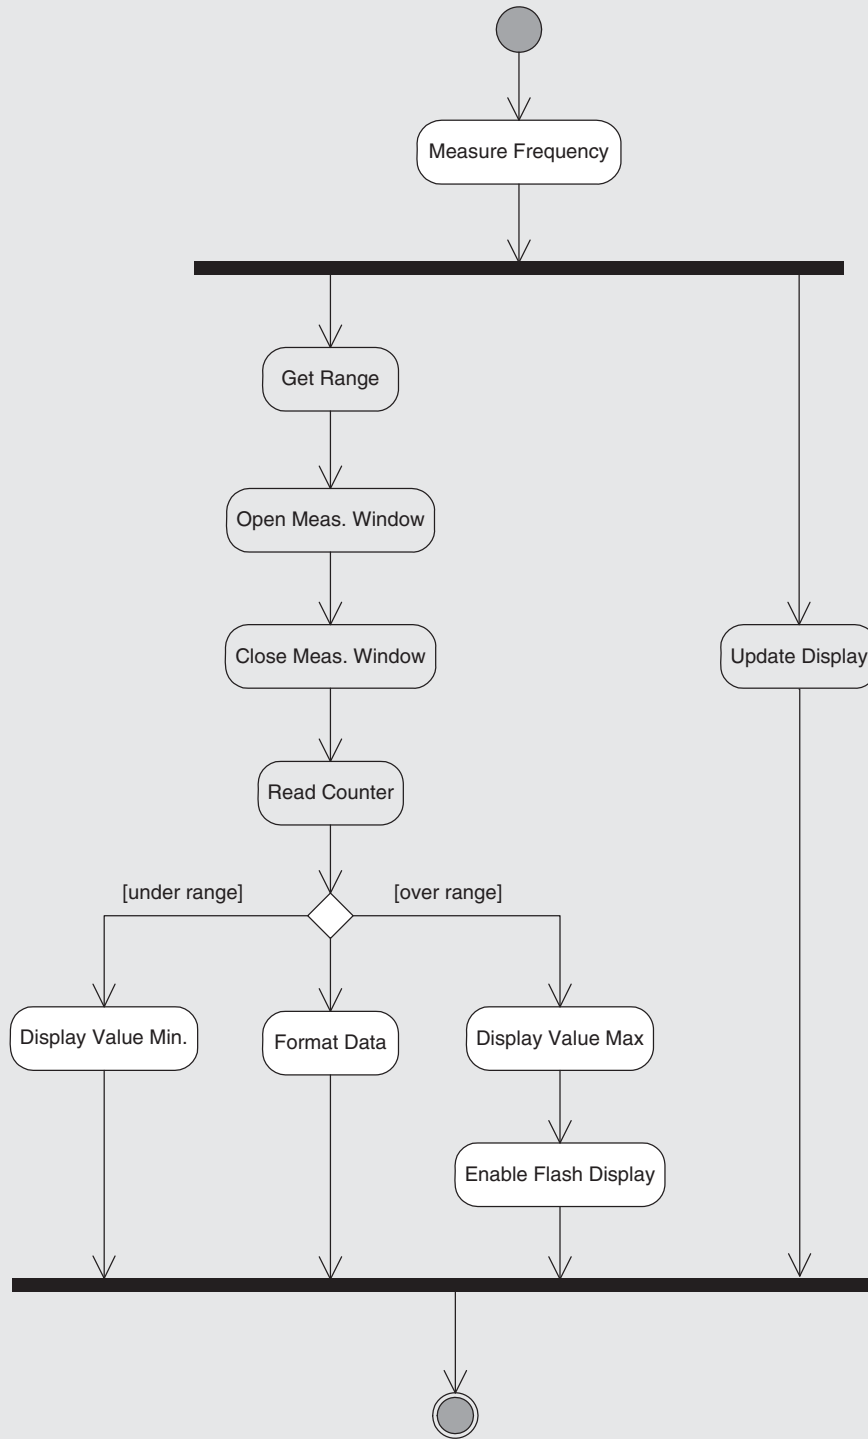 Measure Frequency
Get Range
Open Meas. Window
Close Meas. Window
Update Display
Read Counter
[under range]
[over range]
Display Value Min.
Format Data
Display Value Max
Enable Flash Display